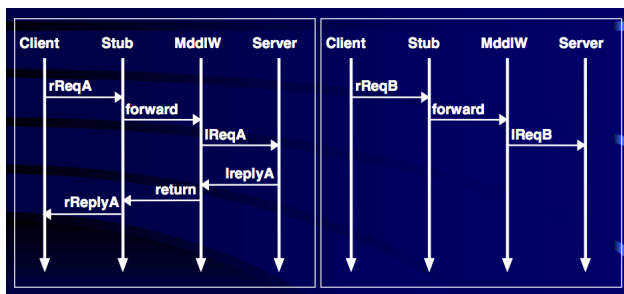 Client Stub MddlW Server
rReqA
forward
lReqA
lreplyA
return
rReplyA
Client Stub MddlW Server
rReqB
forward
lReqB